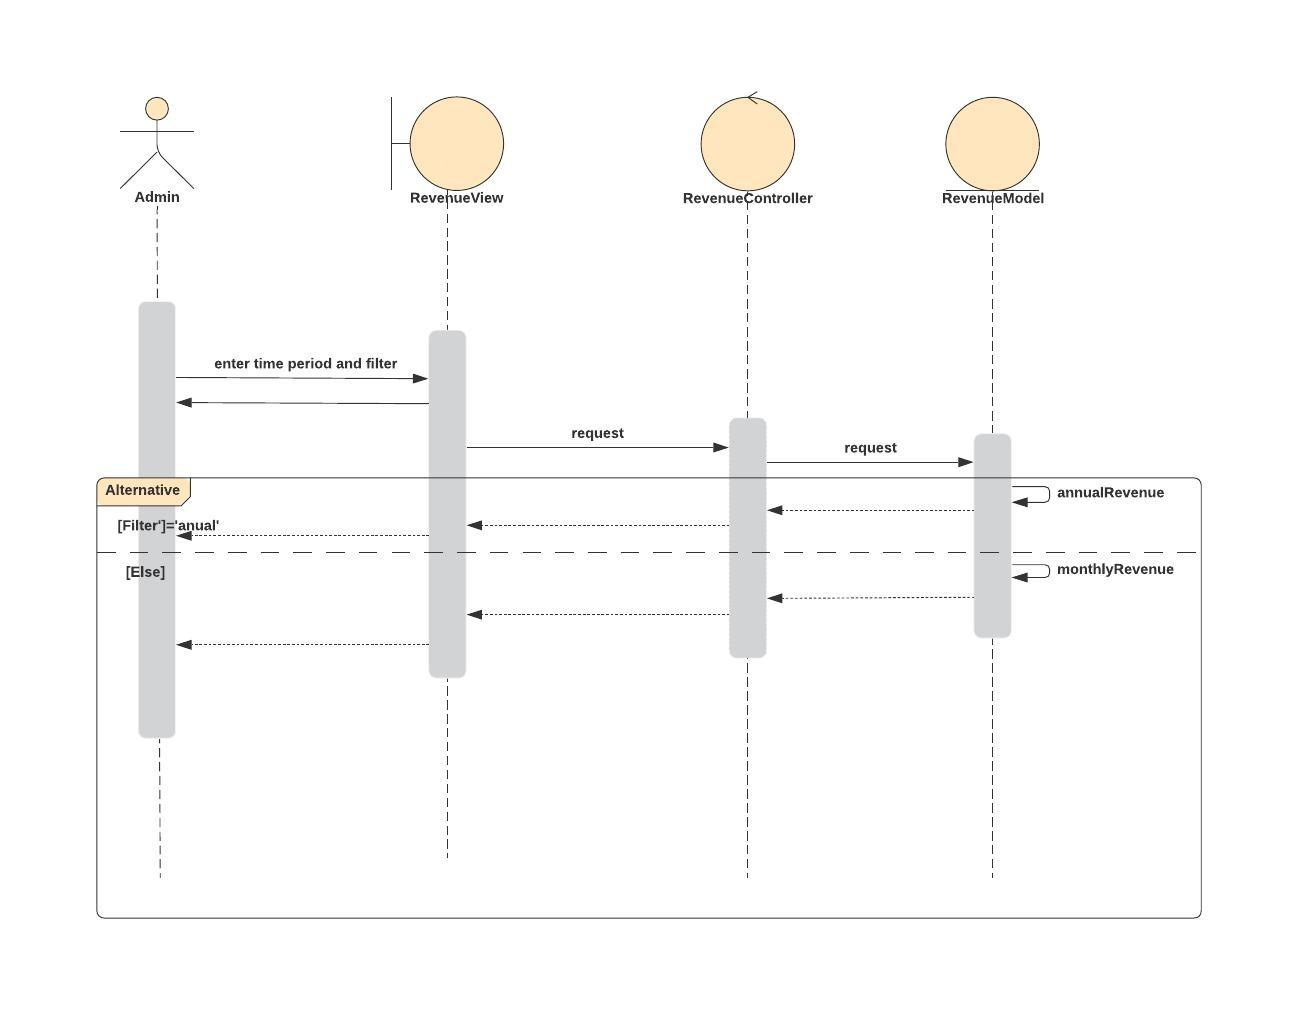 Admin
RevenueView
RevenueController
RevenueModel
enter time period and filter
request
request
Alternative
annualRevenue
[Filter']='anual'
[Else]
monthlyRevenue